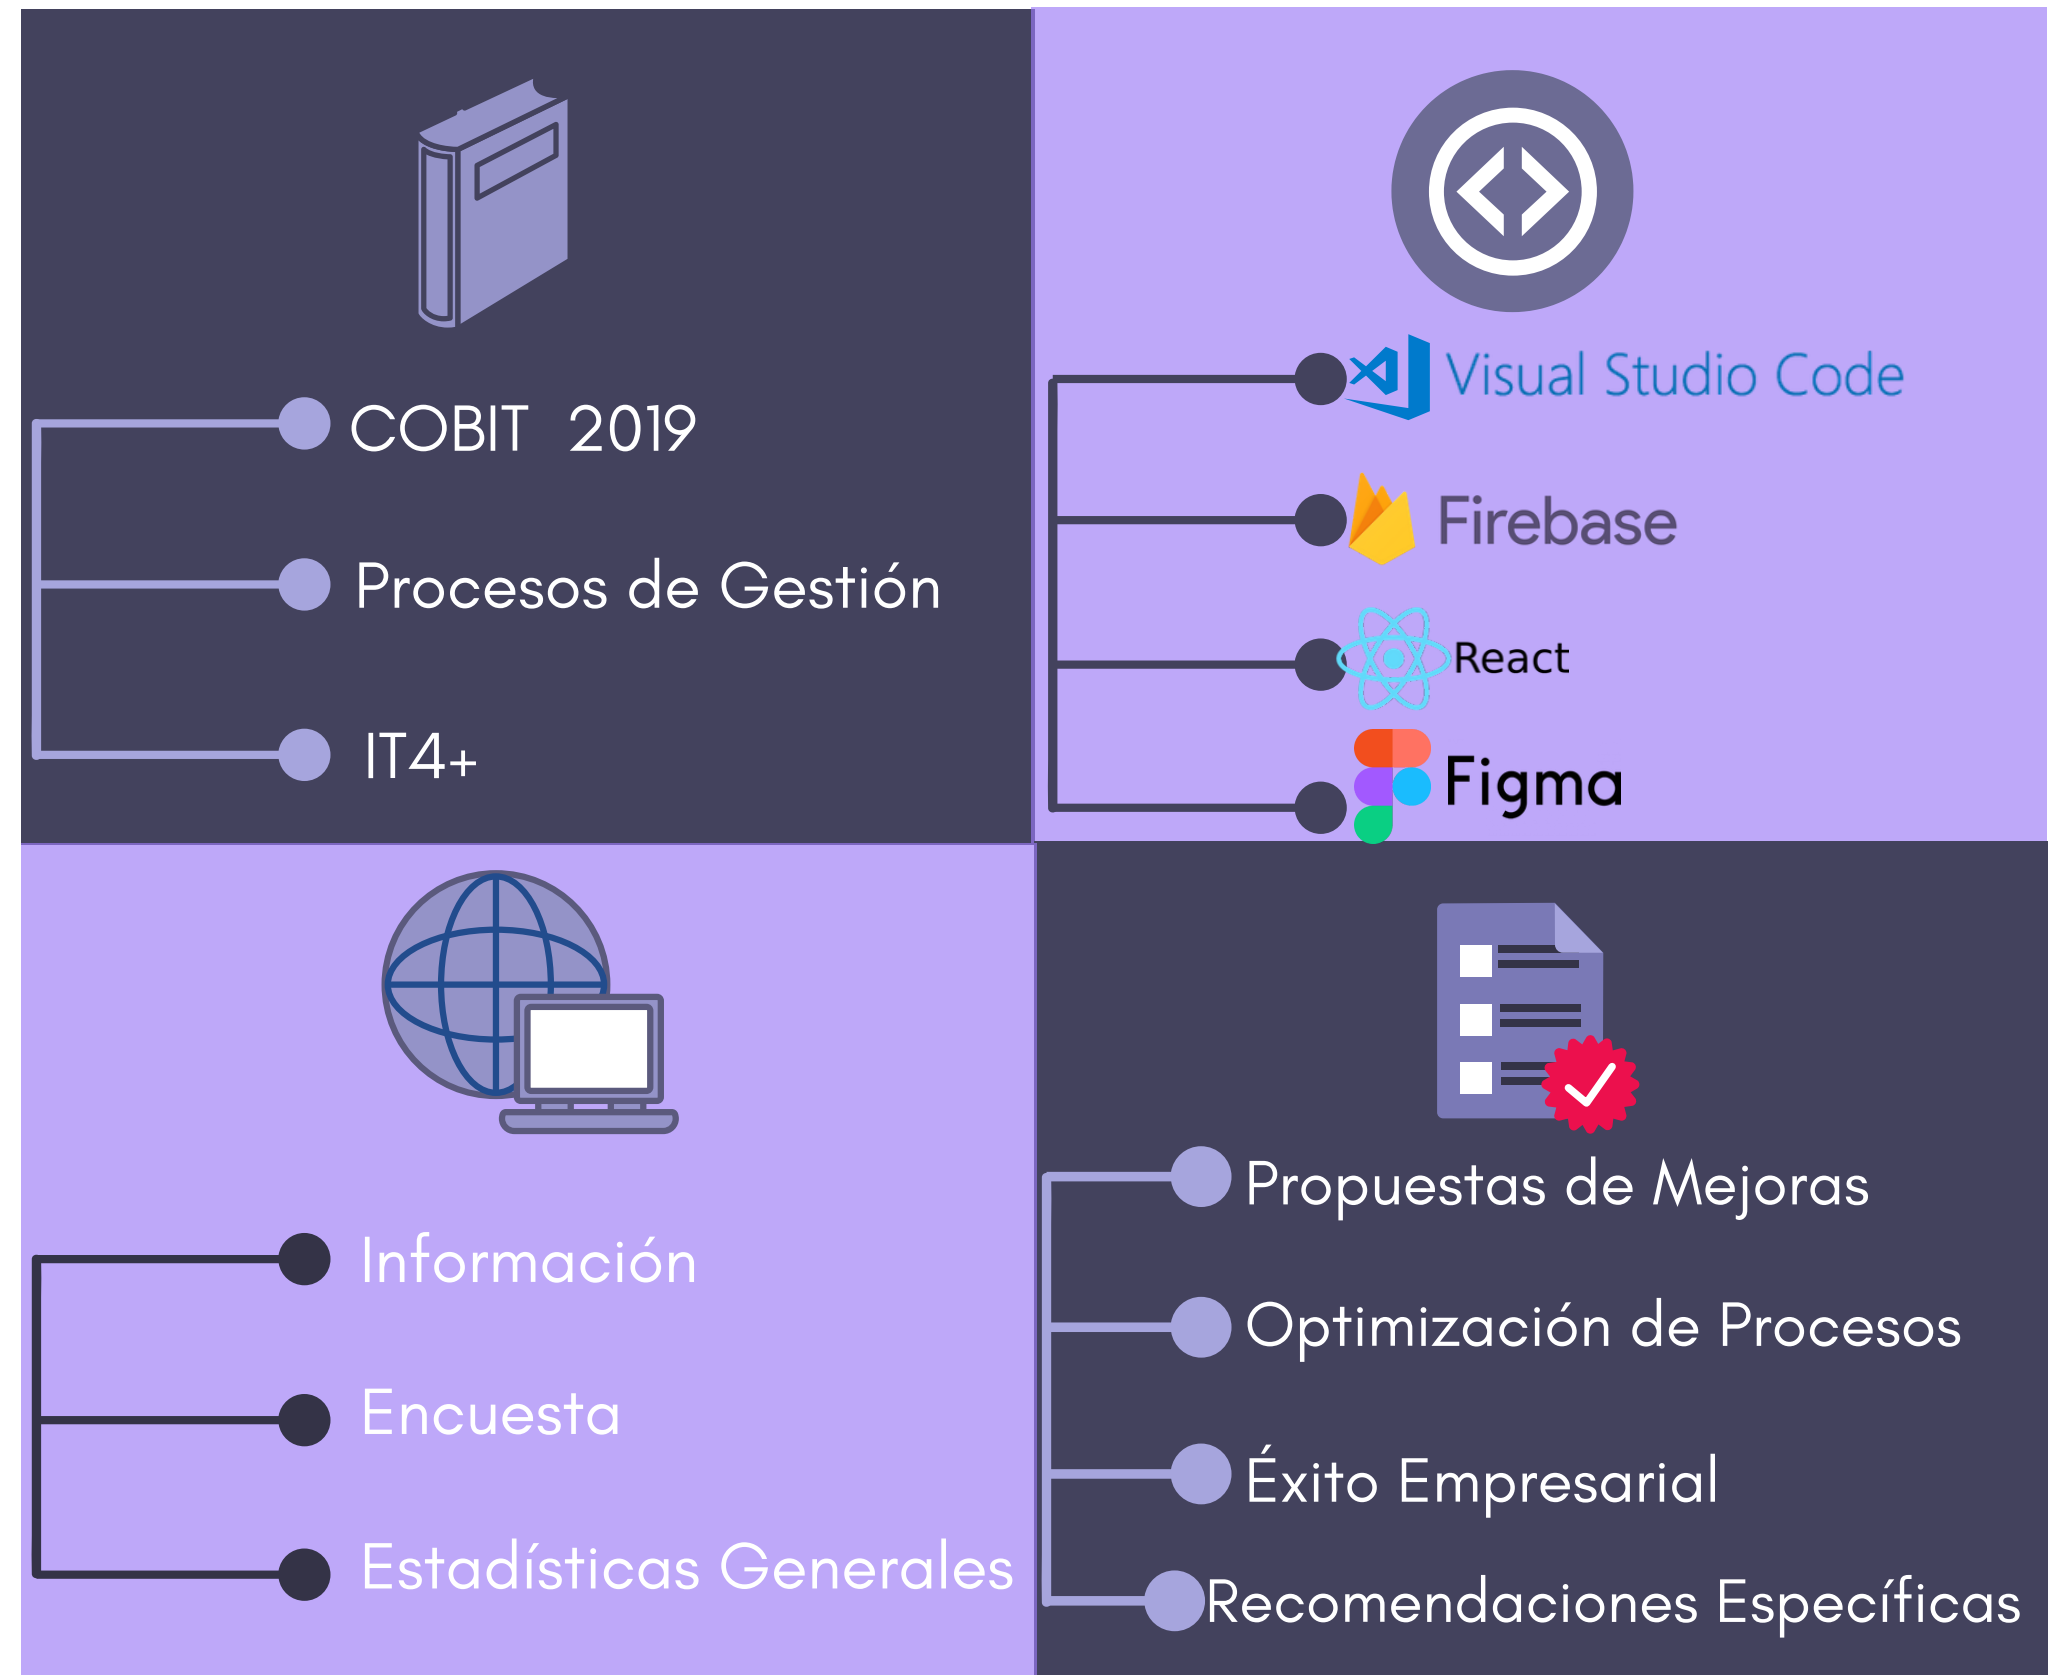 COBIT 2019
Procesos de Gestión
IT4+
Visual Studio Code
Firebase
React
Figma
Información
Encuesta
Estadísticas Generales
Propuestas de Mejoras
Optimización de Procesos
Éxito Empresarial
Recomendaciones Específicas